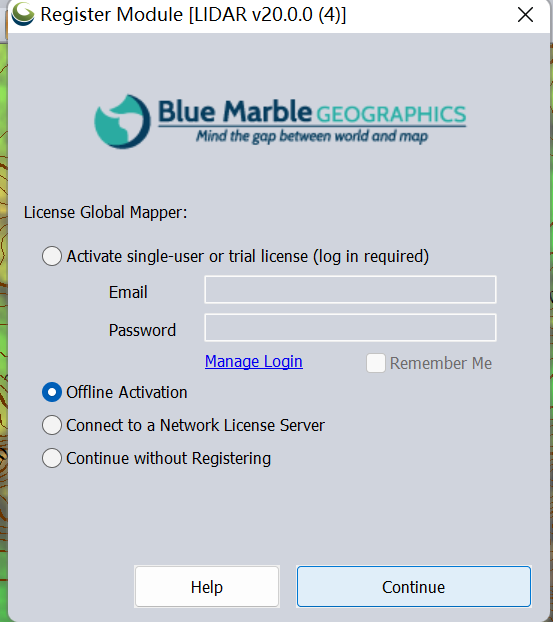 Register Module [LIDAR v20.0.0 (4)]
Blue Marble GEOGRAPHICS
Mind the gap between world and map
License Global Mapper:
Activate single-user or trial license (log in required)
Email
Password
Manage Login
Remember Me
Offline Activation
Connect to a Network License Server
Continue without Registering
Help
Continue